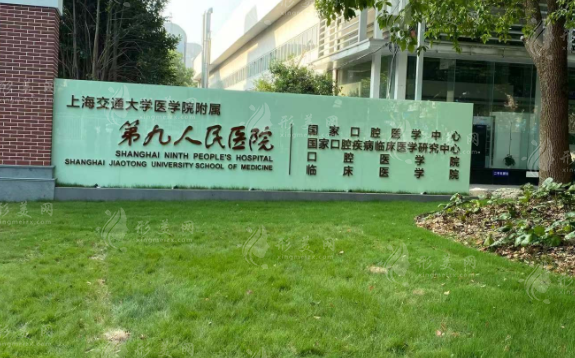 上海交通大学医学院附属
第九人民医院
SHANGHAI NINTH PEOPLE'S HOSPITAL
SHANGHAI JIAOTONG UNIVERSITY SCHOOL OF MEDICINE
国家口腔医学中心
国家口腔疾病临床医学研究中心
口腔医学院
临床医学院
形美网